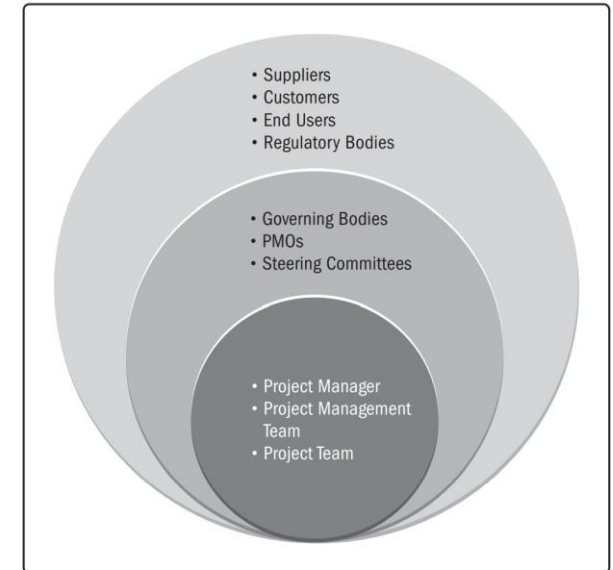 • Suppliers
• Customers
• End Users
• Regulatory Bodies
• Governing Bodies
• PMOs
• Steering Committees
• Project Manager
• Project Management
Team
• Project Team